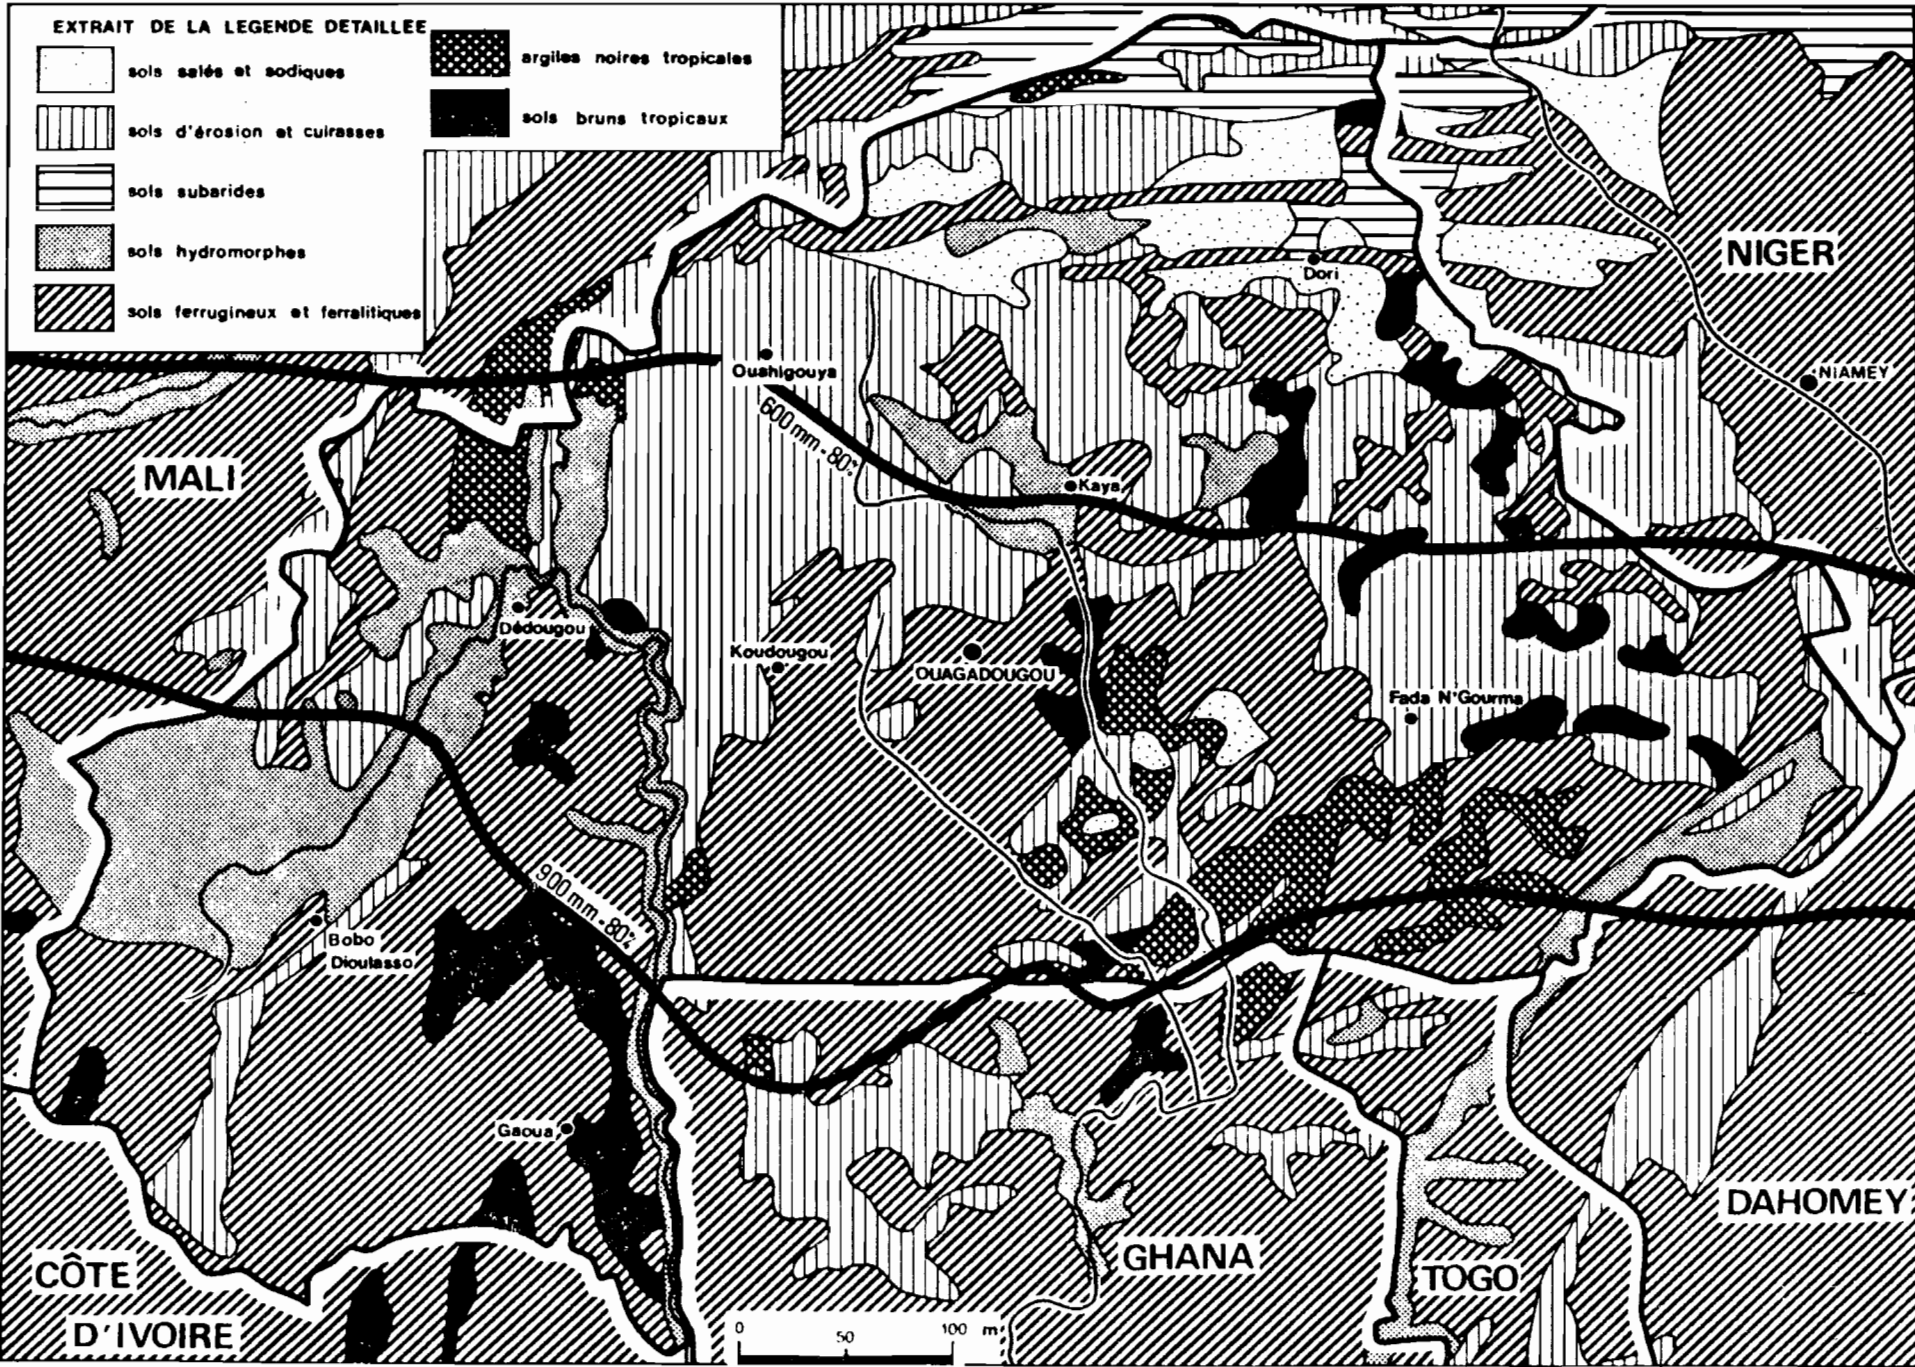 EXTRAIT DE LA LEGENDE DETAILLEE
sols salés et sodiques
sols d'érosion et cuirasses
sols subarides
sols hydromorphes
sols ferrugineux et ferralitiques
argiles noires tropicales
sols bruns tropicaux
NIGER
Dori
Ouahigouya
NIAMEY
600 mm - 80%
MALI
Kaya
Dédougou
Koudougou
OUAGADOUGOU
Fada N'Gourma
900 mm - 80%
Bobo
Dioulasso
Gaoua
DAHOMEY
GHANA
CÔTE
D'IVOIRE
TOGO
0 50 100 m